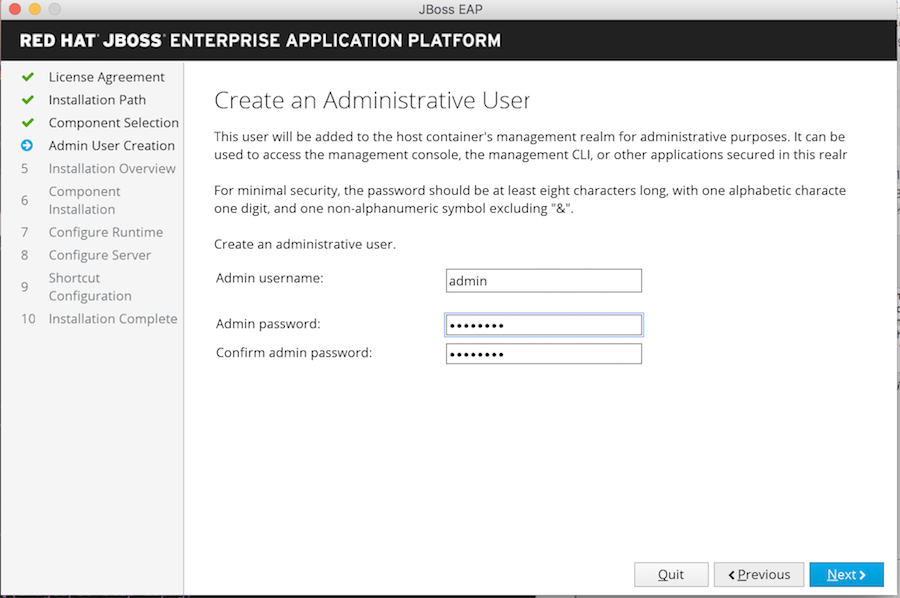 JBoss EAP
RED HAT® JBOSS® ENTERPRISE APPLICATION PLATFORM
License Agreement
Installation Path
Component Selection
Admin User Creation
5 Installation Overview
6 Component
Installation
7 Configure Runtime
8 Configure Server
9 Shortcut
Configuration
10 Installation Complete
Create an Administrative User
This user will be added to the host container's management realm for administrative purposes. It can be
used to access the management console, the management CLI, or other applications secured in this realr
For minimal security, the password should be at least eight characters long, with one alphabetic characte
one digit, and one non-alphanumeric symbol excluding "&".
Create an administrative user.
Admin username:
admin
Admin password:
••••••••
Confirm admin password:
••••••••
Quit
Previous
Next